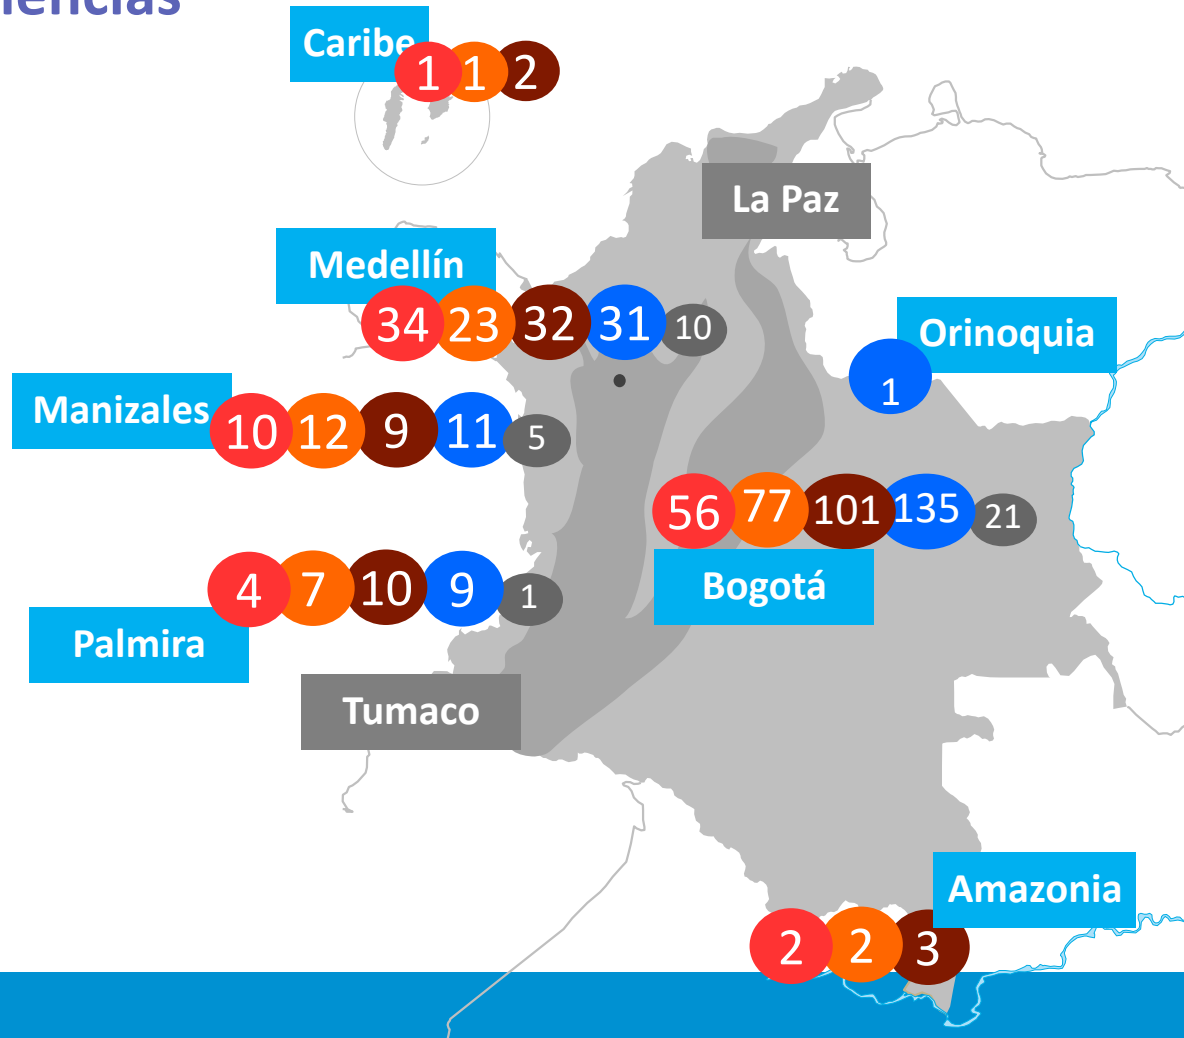 Caribe
1 1 2
La Paz
Medellín
34 23 32 31 10
Orinoquia
1
Manizales
10 12 9 11 5
56 77 101 135 21
Bogotá
4 7 10 9 1
Palmira
Tumaco
Amazonia
2 2 3